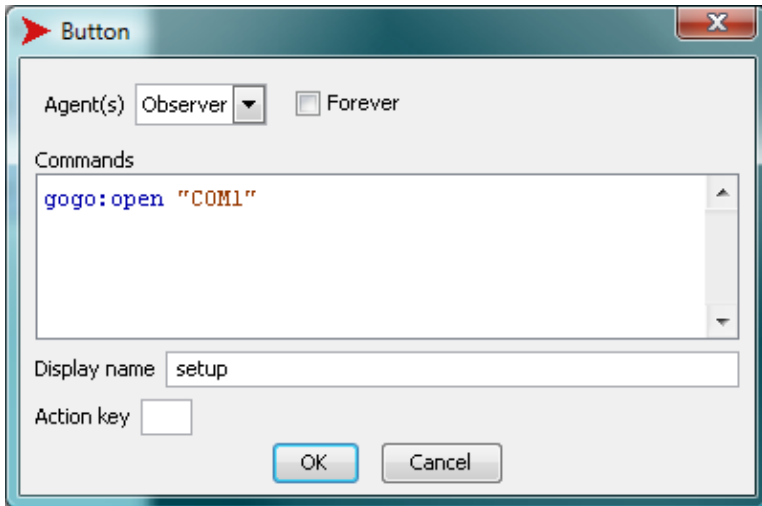 Button
Agent(s) Observer Forever
Commands
gogo:open "COM1"
Display name setup
Action key
OK Cancel